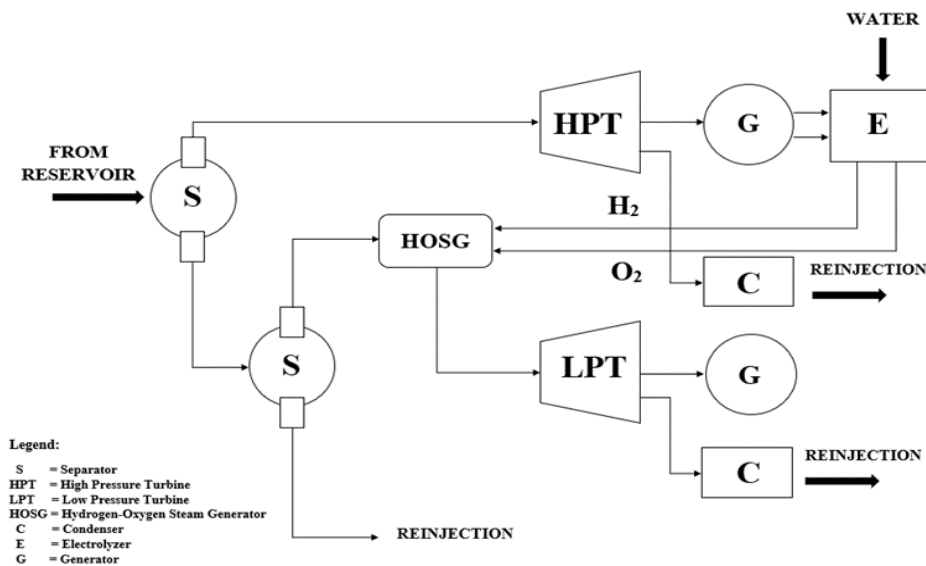 WATER
HPT
G
E
FROM
RESERVOIR
S
H₂
HOSG
O₂
C
REINJECTION
S
LPT
G
C
REINJECTION
REINJECTION
Legend:
S = Separator
HPT = High Pressure Turbine
LPT = Low Pressure Turbine
HOSG = Hydrogen-Oxygen Steam Generator
C = Condenser
E = Electrolyzer
G = Generator